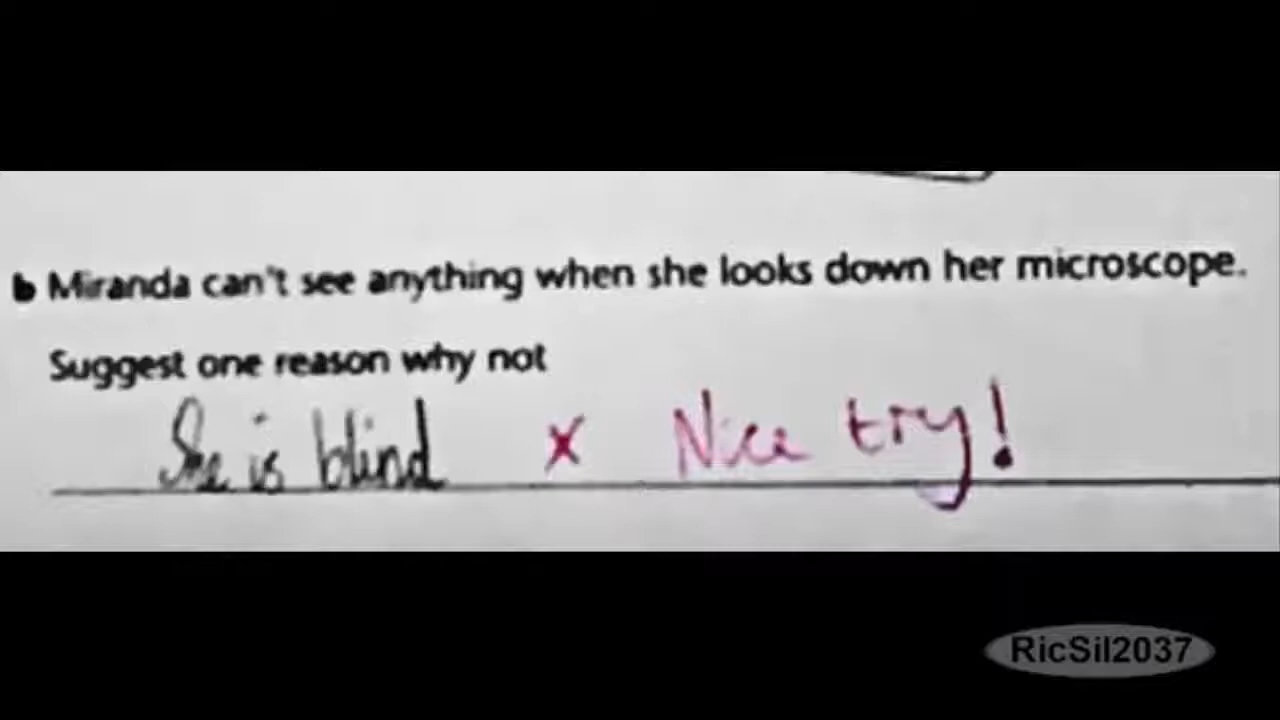 b Miranda can't see anything when she looks down her microscope.
Suggest one reason why not
She is blind x Nice try!
RicSil2037